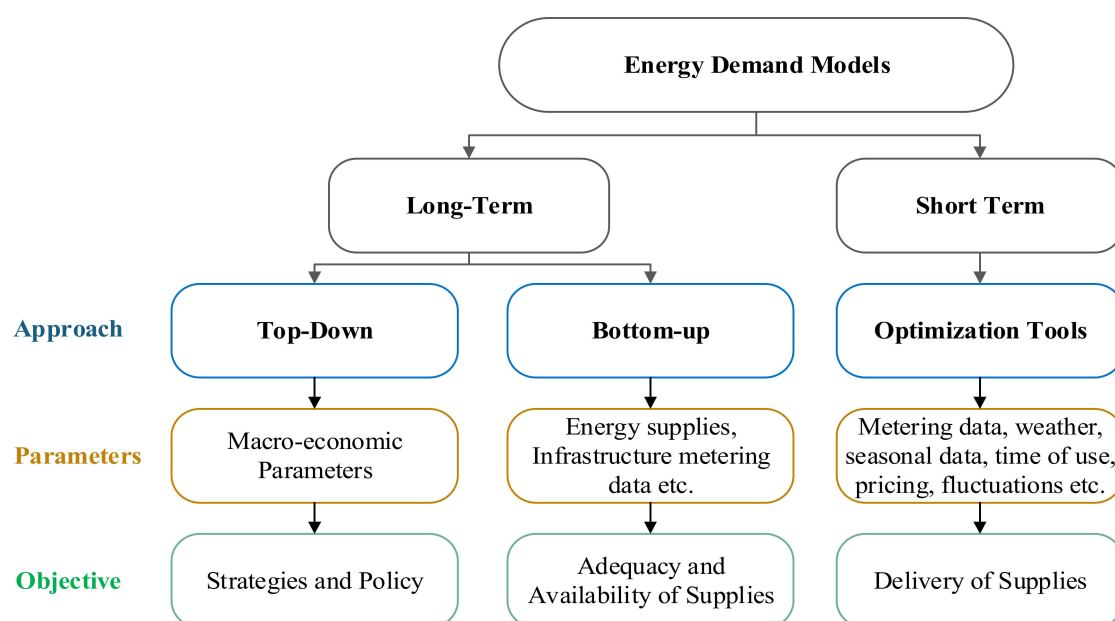 Energy Demand Models
Long-Term
Short Term
Approach
Top-Down
Bottom-up
Optimization Tools
Parameters
Macro-economic
Parameters
Energy supplies,
Infrastructure metering
data etc.
Metering data, weather,
seasonal data, time of use,
pricing, fluctuations etc.
Objective
Strategies and Policy
Adequacy and
Availability of Supplies
Delivery of Supplies